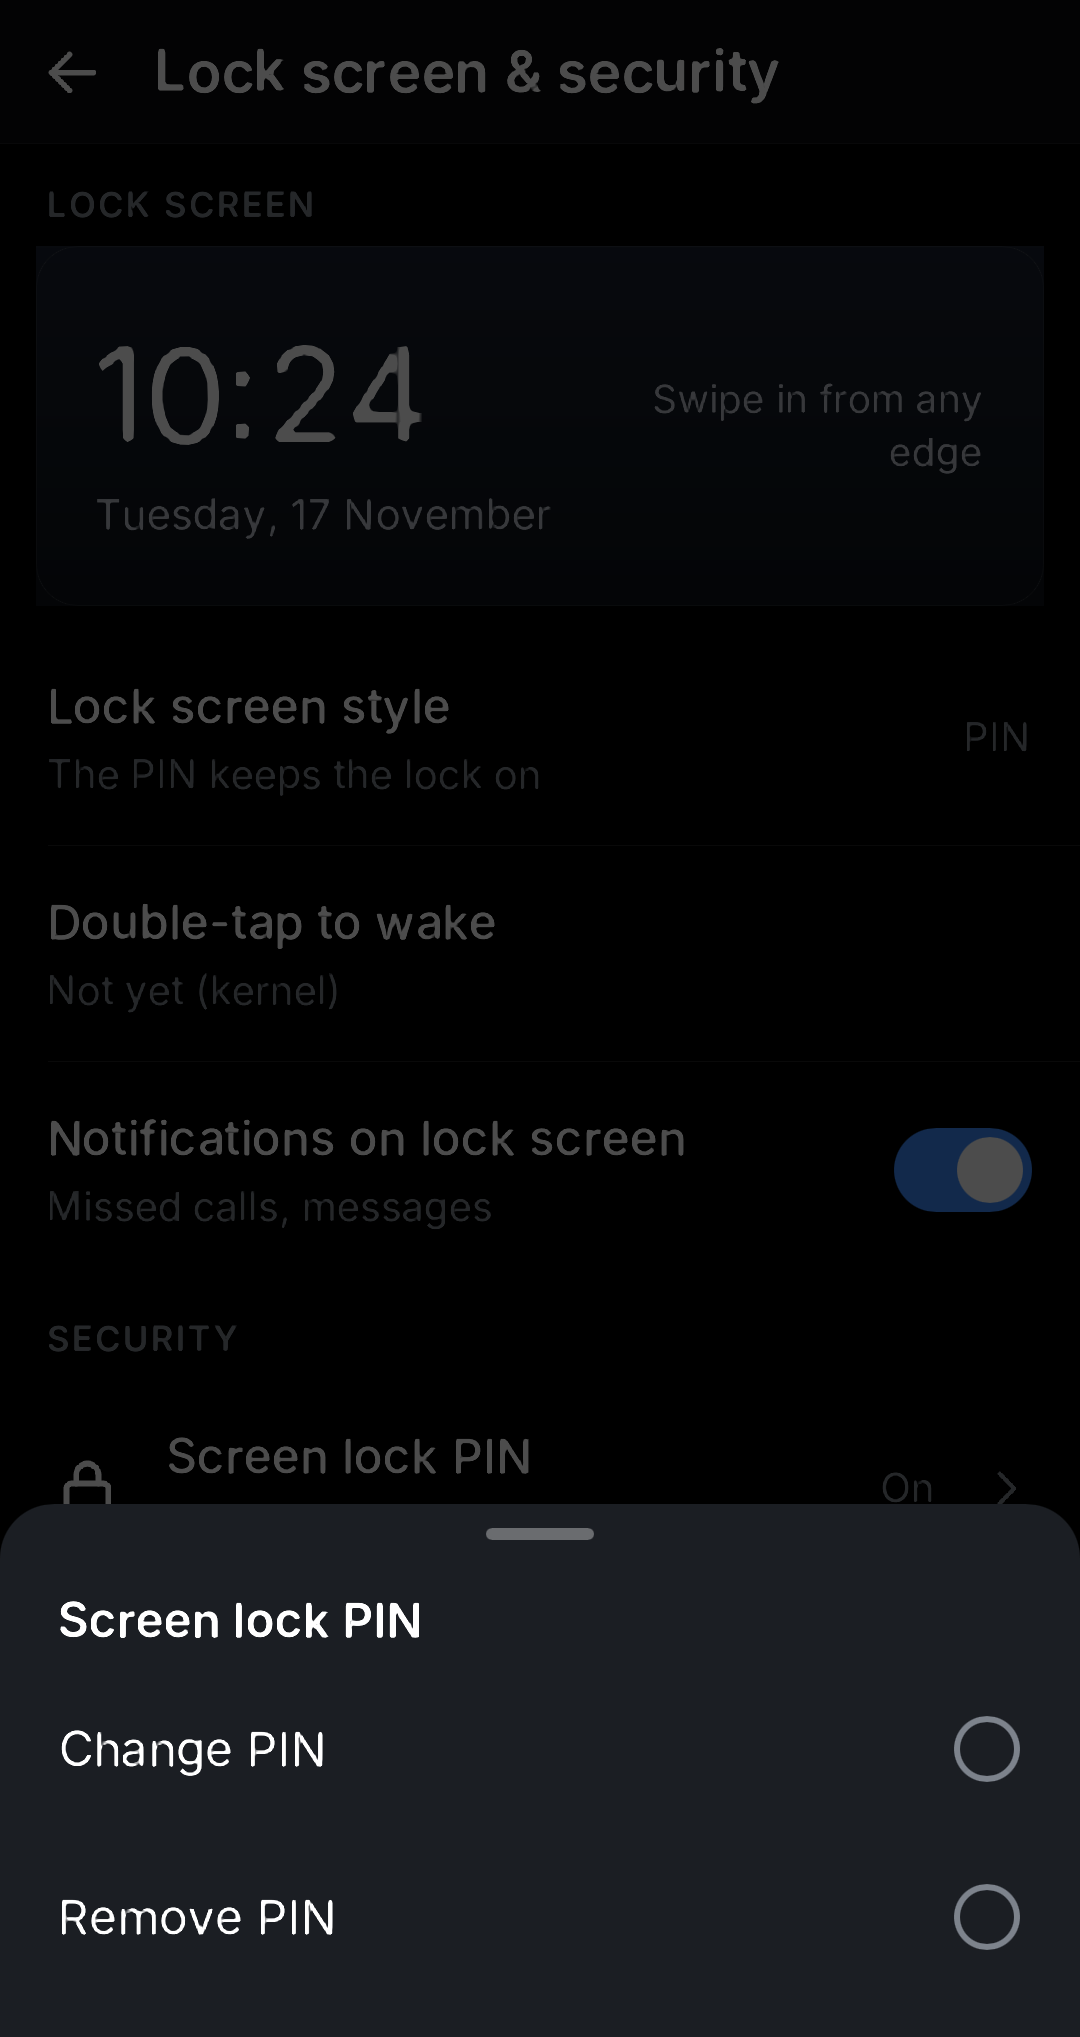 Lock screen & security
LOCK SCREEN
10:24
Swipe in from any
edge
Tuesday, 17 November
Lock screen style
PIN
The PIN keeps the lock on
Double-tap to wake
Not yet (kernel)
Notifications on lock screen
Missed calls, messages
SECURITY
Screen lock PIN
On
Screen lock PIN
Change PIN
Remove PIN